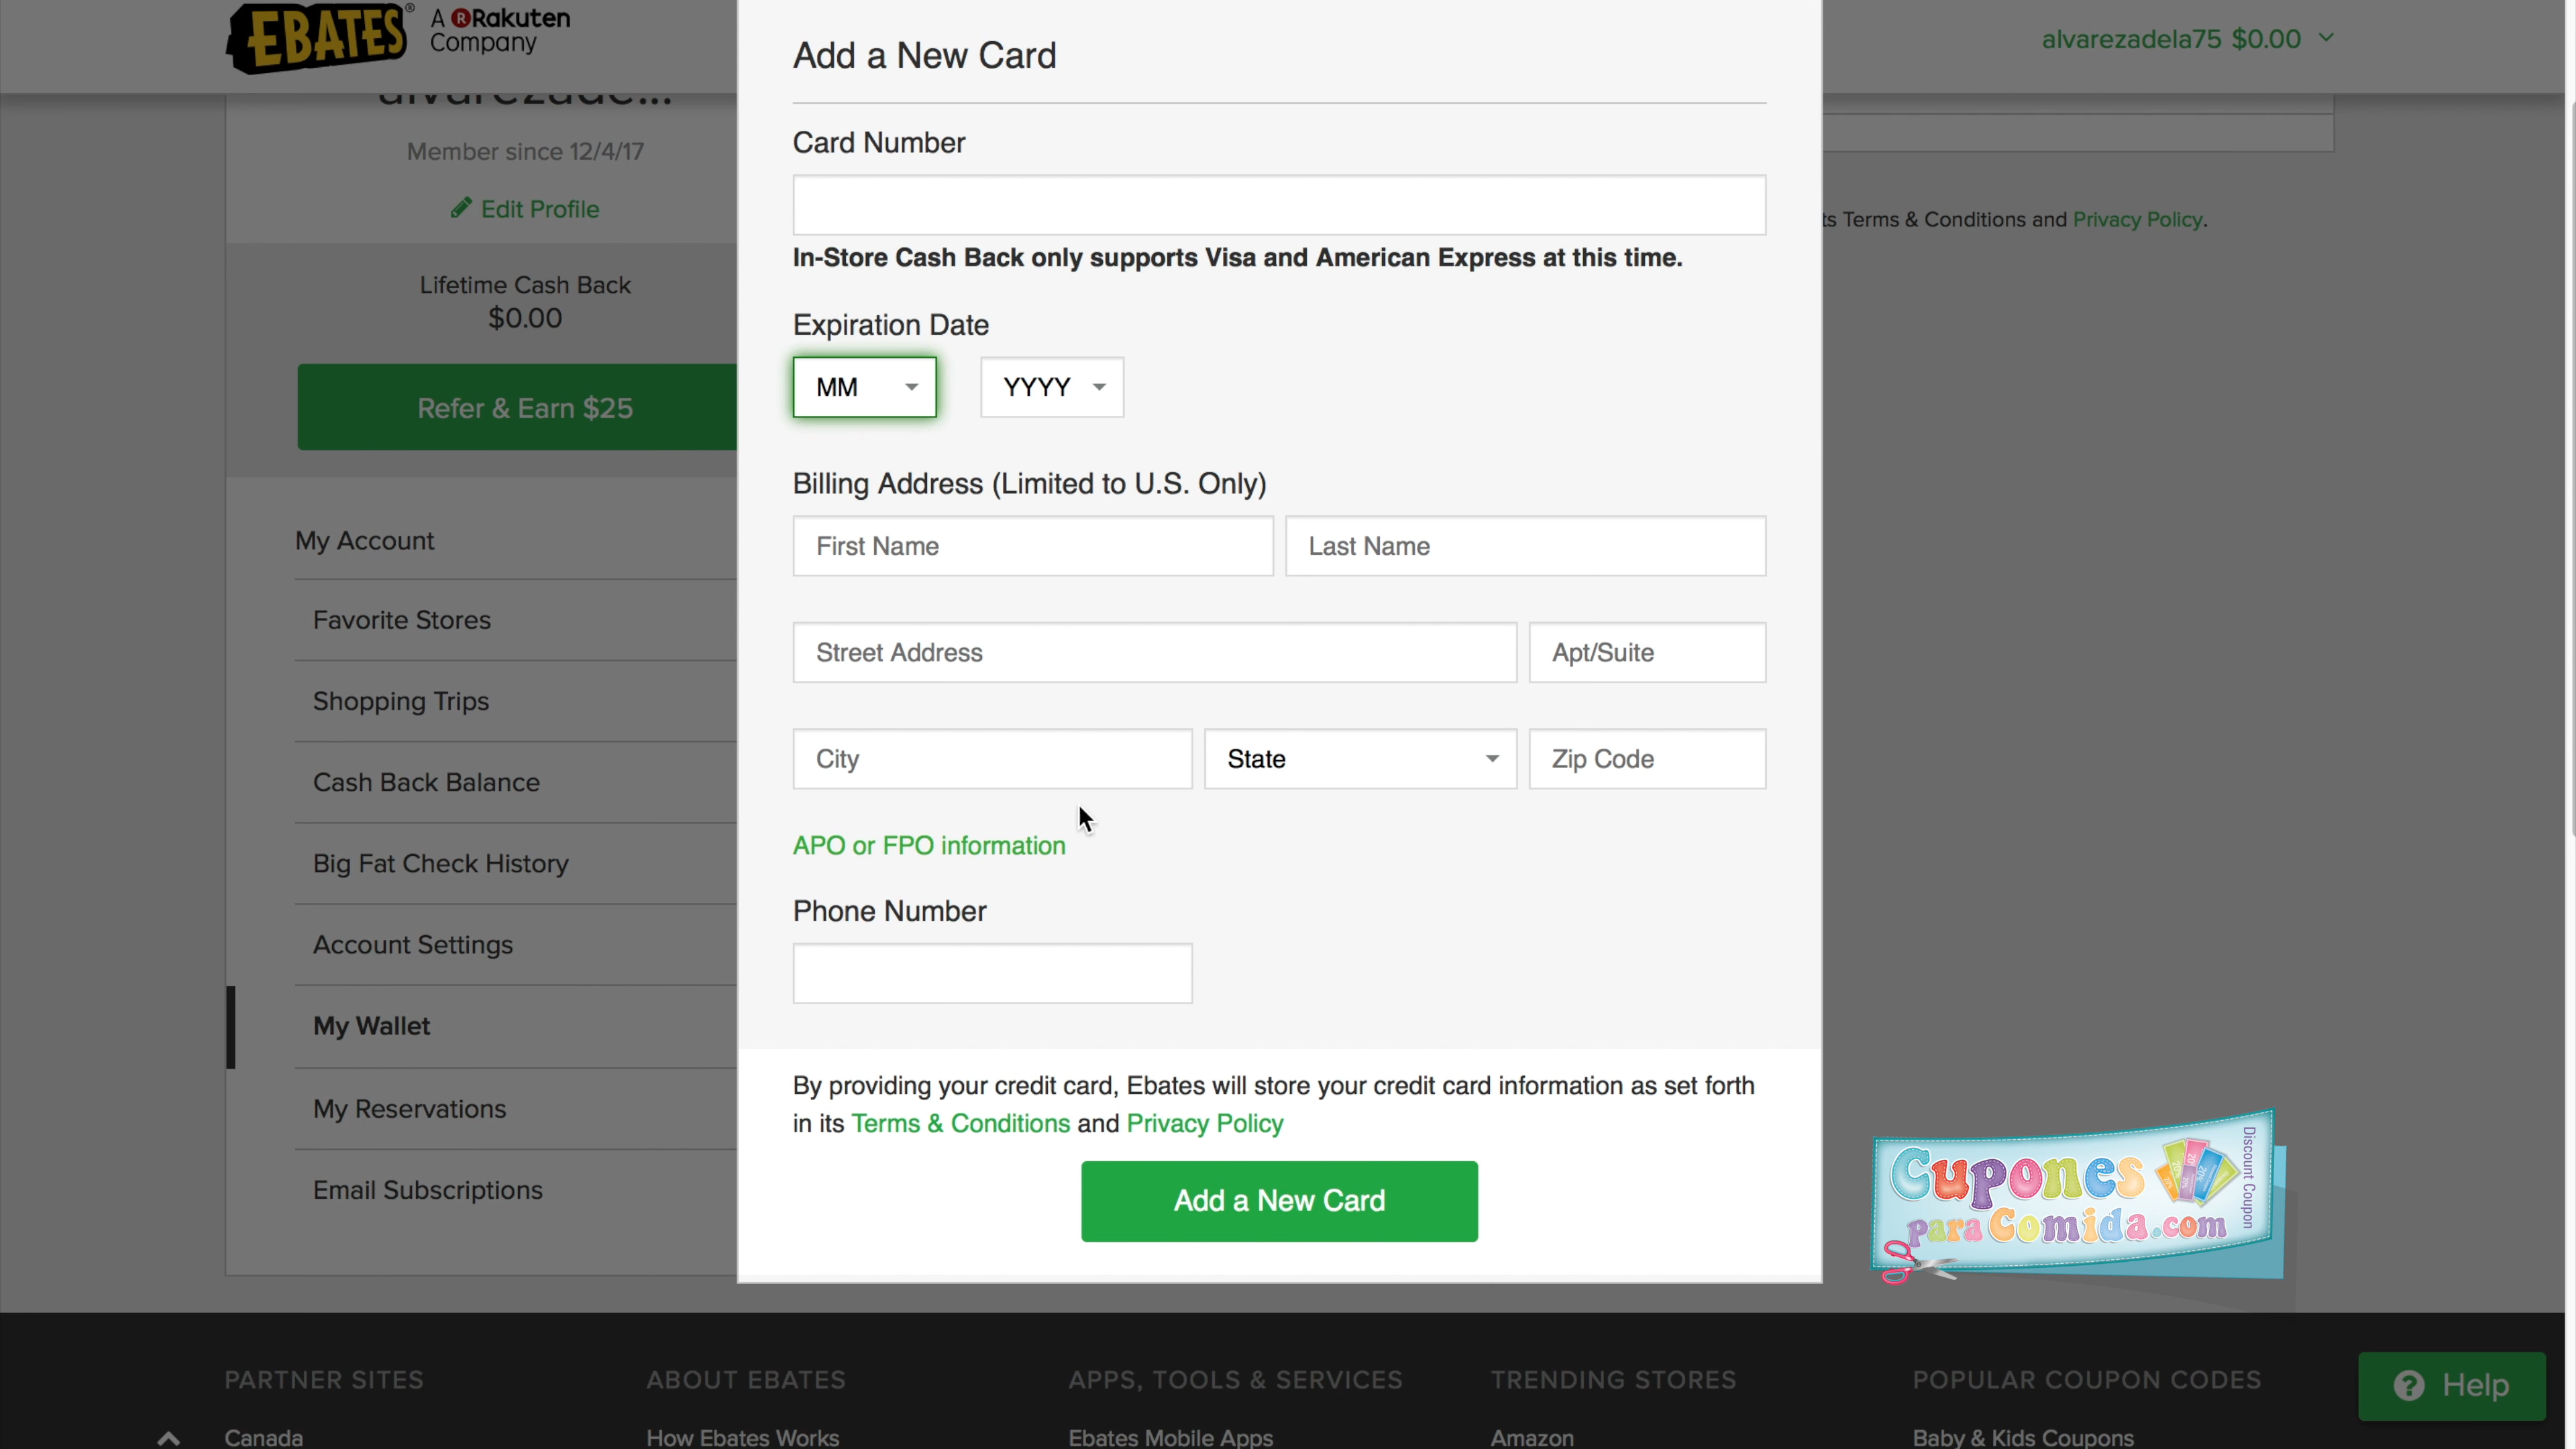 EBATES®
A Rakuten
Company
alvarezadela75 $0.00
Member since 12/4/17
Edit Profile
Lifetime Cash Back
$0.00
Refer & Earn $25
My Account
Favorite Stores
Shopping Trips
Cash Back Balance
Big Fat Check History
Account Settings
My Wallet
My Reservations
Email Subscriptions
Add a New Card
Card Number
In-Store Cash Back only supports Visa and American Express at this time.
Expiration Date
MM YYYY
Billing Address (Limited to U.S. Only)
First Name Last Name
Street Address Apt/Suite
City State Zip Code
APO or FPO information
Phone Number
By providing your credit card, Ebates will store your credit card information as set forth
in its Terms & Conditions and Privacy Policy
Add a New Card
Terms & Conditions and Privacy Policy.
Cupones
para Comida.com
Discount Coupon
PARTNER SITES
Canada
ABOUT EBATES
How Ebates Works
APPS, TOOLS & SERVICES
Ebates Mobile Apps
TRENDING STORES
Amazon
POPULAR COUPON CODES
Baby & Kids Coupons
Help